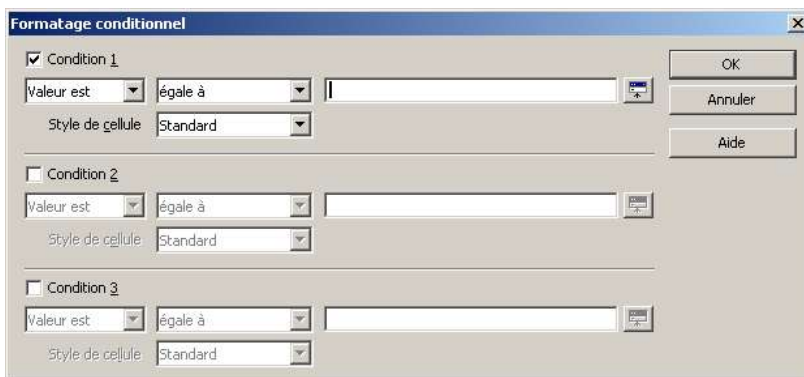 Formatage conditionnel
Condition 1
Valeur est égale à
Style de cellule Standard
Condition 2
Valeur est égale à
Style de cellule Standard
Condition 3
Valeur est égale à
Style de cellule Standard
OK
Annuler
Aide